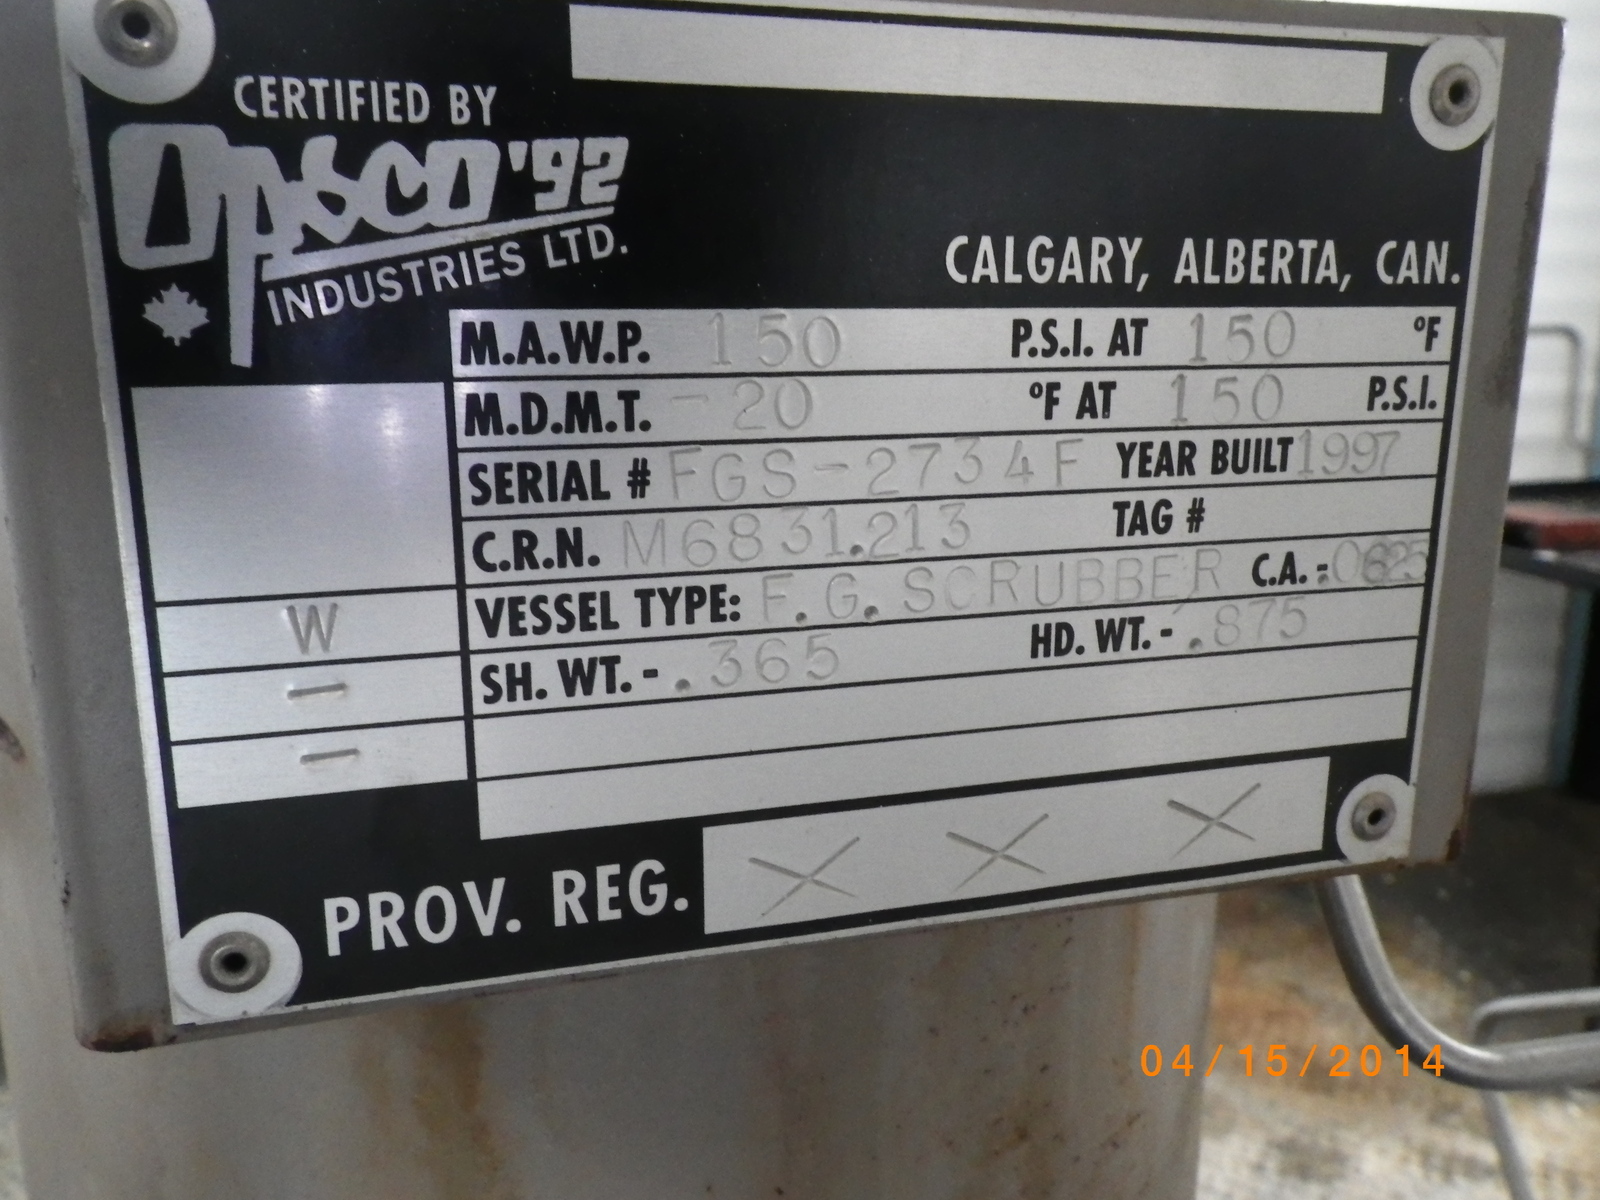 CERTIFIED BY
OPSCO '92
INDUSTRIES LTD.
CALGARY, ALBERTA, CAN.
M.A.W.P. 150 P.S.I. AT 150 °F
M.D.M.T. -20 °F AT 150 P.S.I.
SERIAL # FGS-2734F YEAR BUILT 1997
C.R.N. M6831.213 TAG #
VESSEL TYPE: F.G. SCRUBBER C.A. - .0625
SH. WT. - .365 HD. WT. - .875
W
—
—
PROV. REG. X X X
04/15/2014